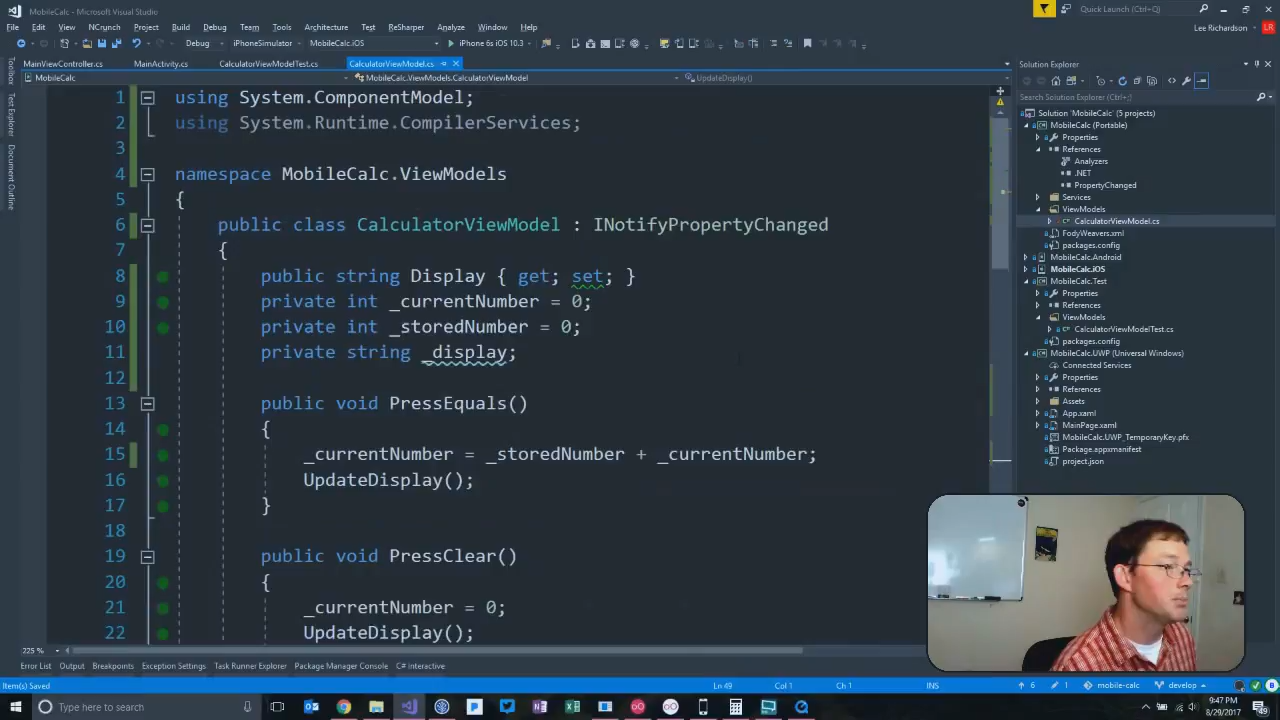 MobileCalc - Microsoft Visual Studio
Quick Launch (Ctrl+Q)
File Edit View NCrunch Project Build Debug Team Tools Architecture Test ReSharper Analyze Window Help
Lee Richardson LR
Debug iPhoneSimulator MobileCalc.iOS iPhone 6s iOS 10.3
MainViewController.cs MainActivity.cs CalculatorViewModelTest.cs CalculatorViewModel.cs
MobileCalc MobileCalc.ViewModels.CalculatorViewModel UpdateDisplay()
Toolbox
Test Explorer
Document Outline
1 using System.ComponentModel;
2 using System.Runtime.CompilerServices;
3
4 namespace MobileCalc.ViewModels
5 {
6 public class CalculatorViewModel : INotifyPropertyChanged
7 {
8 public string Display { get; set; }
9 private int _currentNumber = 0;
10 private int _storedNumber = 0;
11 private string _display;
12
13 public void PressEquals()
14 {
15 _currentNumber = _storedNumber + _currentNumber;
16 UpdateDisplay();
17 }
18
19 public void PressClear()
20 {
21 _currentNumber = 0;
22 UpdateDisplay();
225 %
Solution Explorer
Search Solution Explorer (Ctrl+;)
Solution 'MobileCalc' (5 projects)
MobileCalc (Portable)
Properties
References
Analyzers
.NET
PropertyChanged
Services
ViewModels
CalculatorViewModel.cs
FodyWeavers.xml
packages.config
MobileCalc.Android
MobileCalc.iOS
MobileCalc.Test
Properties
References
ViewModels
CalculatorViewModelTest.cs
packages.config
MobileCalc.UWP (Universal Windows)
Connected Services
Properties
References
Assets
App.xaml
MainPage.xaml
MobileCalc.UWP_TemporaryKey.pfx
Package.appxmanifest
project.json
Error List Output Breakpoints Exception Settings Task Runner Explorer Package Manager Console C# Interactive
Item(s) Saved Ln 49 Col 1 Ch 1 INS 6 1 mobile-calc develop
Type here to search
9:47 PM
8/29/2017